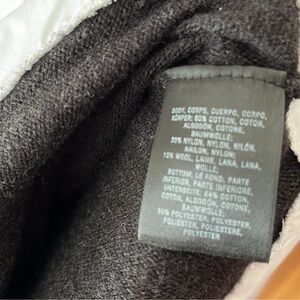 BODY, CORPS, CUERPO, CORPO,
KÖRPER: 60% COTTON, COTON,
ALGODÓN, COTONE,
BAUMWOLLE;
30% NYLON, NYLON, NILÓN,
NAILON, NYLON;
10% WOOL, LAINE, LANA, LANA,
WOLLE;
BOTTOM, LE FOND, PARTE
INFERIOR, PARTE INFERIORE,
UNTERSEITE: 64% COTTON,
COTON, ALGODÓN, COTONE,
BAUMWOLLE;
36% POLYESTER, POLYESTER,
POLIÉSTER, POLIESTERE,
POLYESTER